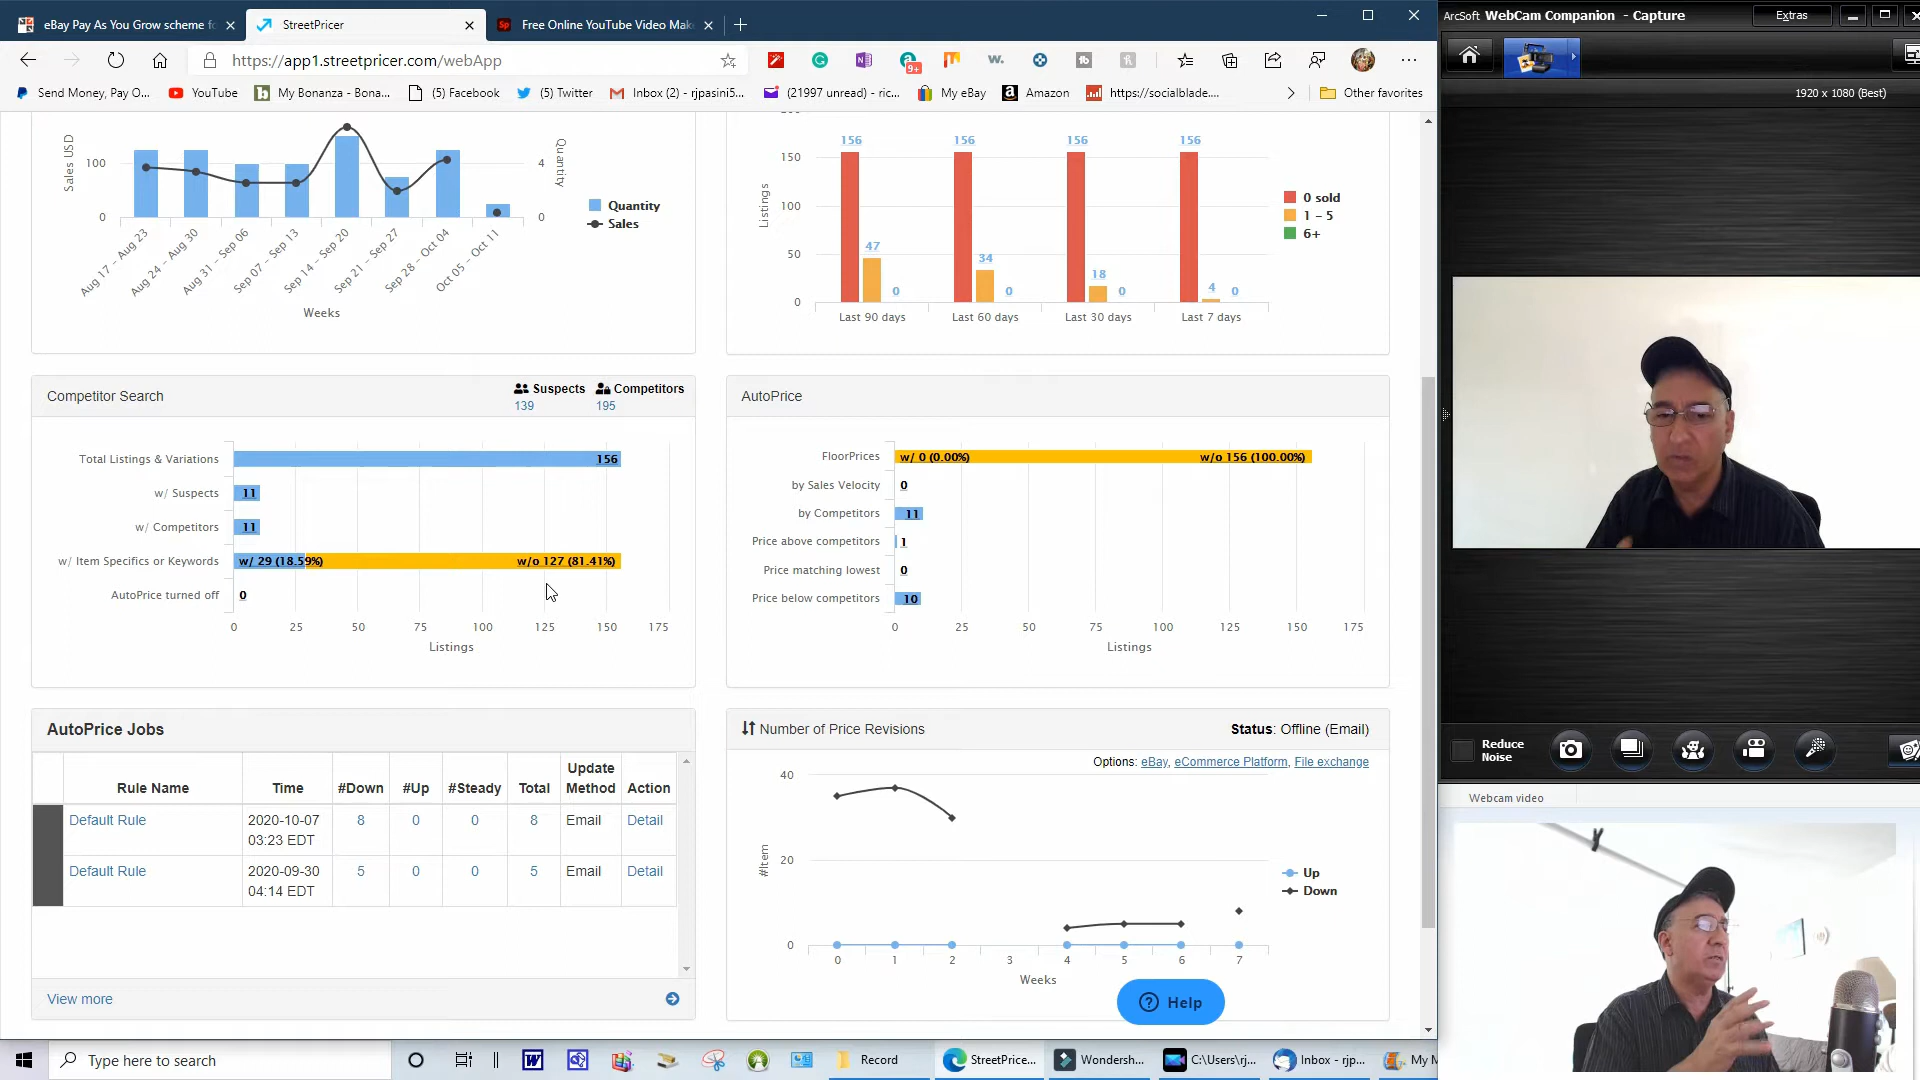 eBay Pay As You Grow scheme fo
StreetPricer
Free Online YouTube Video Mak
ArcSoft WebCam Companion - Capture
Extras
https://app1.streetpricer.com/webApp
9+
1920 x 1080 (Best)
Send Money, Pay O...
YouTube
My Bonanza - Bona...
(5) Facebook
(5) Twitter
Inbox (2) - rjpasini5...
(21997 unread) - ric...
My eBay
Amazon
https://socialblade....
Other favorites
Sales USD
100
0
4
0
Quantity
Quantity
Sales
Aug 17 – Aug 23
Aug 24 – Aug 30
Aug 31 – Sep 06
Sep 07 – Sep 13
Sep 14 – Sep 20
Sep 21 – Sep 27
Sep 28 – Oct 04
Oct 05 – Oct 11
Weeks
Listings
150
100
50
0
156 156 156 156
47 34 18 4
0 0 0 0
0 sold
1 – 5
6+
Last 90 days
Last 60 days
Last 30 days
Last 7 days
Competitor Search
Suspects Competitors
139 195
Total Listings & Variations 156
w/ Suspects 11
w/ Competitors 11
w/ Item Specifics or Keywords w/ 29 (18.59%) w/o 127 (81.41%)
AutoPrice turned off 0
0 25 50 75 100 125 150 175
Listings
AutoPrice
FloorPrices w/ 0 (0.00%) w/o 156 (100.00%)
by Sales Velocity 0
by Competitors 11
Price above competitors 1
Price matching lowest 0
Price below competitors 10
0 25 50 75 100 125 150 175
Listings
AutoPrice Jobs
Rule Name Time #Down #Up #Steady Total Update Method Action
Default Rule 2020-10-07 03:23 EDT 8 0 0 8 Email Detail
Default Rule 2020-09-30 04:14 EDT 5 0 0 5 Email Detail
View more
Number of Price Revisions
Status: Offline (Email)
Options: eBay, eCommerce Platform, File exchange
#Item
40
20
0
Up
Down
0 1 2 3 4 5 6 7
Weeks
Help
Reduce
Noise
Webcam video
Type here to search
Record
StreetPrice...
Wondersh...
C:\Users\rj...
Inbox - rjp...
My M